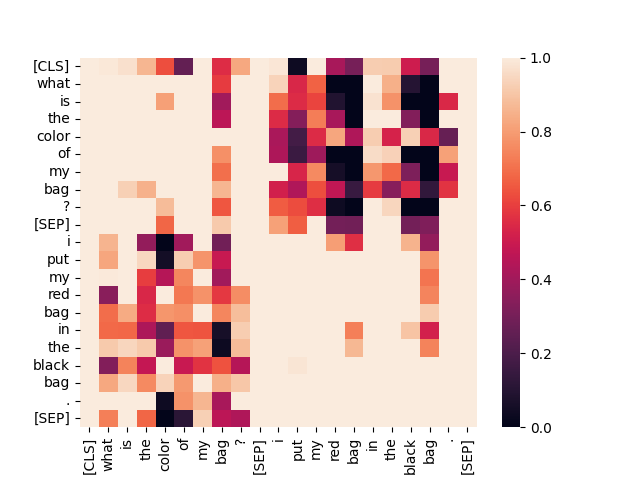 [CLS]
what
is
the
color
of
my
bag
?
[SEP]
i
put
my
red
bag
in
the
black
bag
.
[SEP]
[CLS] what is the color of my bag ? [SEP] i put my red bag in the black bag . [SEP]
1.0
0.8
0.6
0.4
0.2
0.0